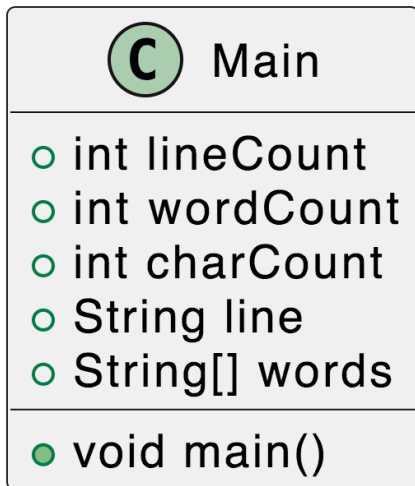 C Main
int lineCount
int wordCount
int charCount
String line
String[] words
void main()